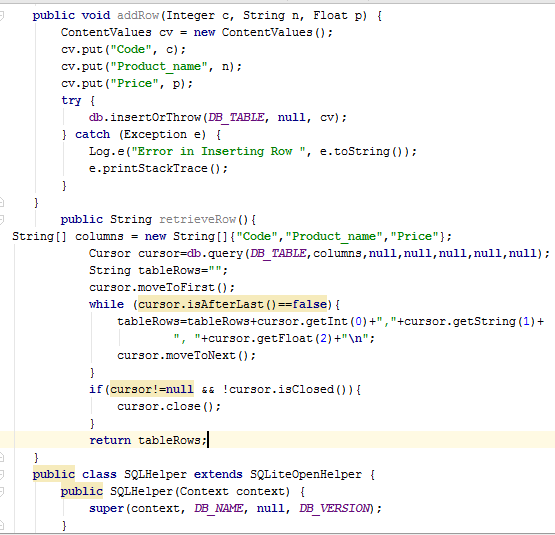 public void addRow(Integer c, String n, Float p) {
ContentValues cv = new ContentValues();
cv.put("Code", c);
cv.put("Product_name", n);
cv.put("Price", p);
try {
db.insertOrThrow(DB_TABLE, null, cv);
} catch (Exception e) {
Log.e("Error in Inserting Row ", e.toString());
e.printStackTrace();
}
}
public String retrieveRow(){
String[] columns = new String[]{"Code","Product_name","Price"};
Cursor cursor=db.query(DB_TABLE,columns,null,null,null,null,null);
String tableRows="";
cursor.moveToFirst();
while (cursor.isAfterLast()==false){
tableRows=tableRows+cursor.getInt(0)+","+cursor.getString(1)+
", "+cursor.getFloat(2)+"\n";
cursor.moveToNext();
}
if(cursor!=null && !cursor.isClosed()){
cursor.close();
}
return tableRows;
}
public class SQLHelper extends SQLiteOpenHelper {
public SQLHelper(Context context) {
super(context, DB_NAME, null, DB_VERSION);
}